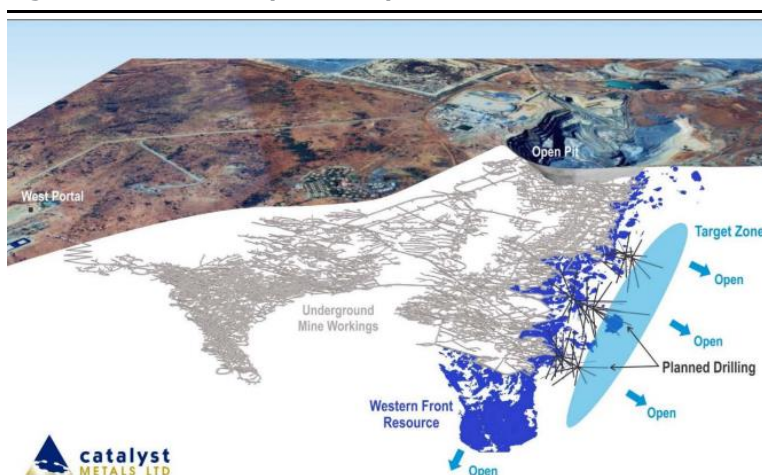 Open Pit
West Portal
Target Zone
Open
Underground
Mine Workings
Open
Planned Drilling
Western Front
Resource
Open
Open
catalyst
METALS LTD